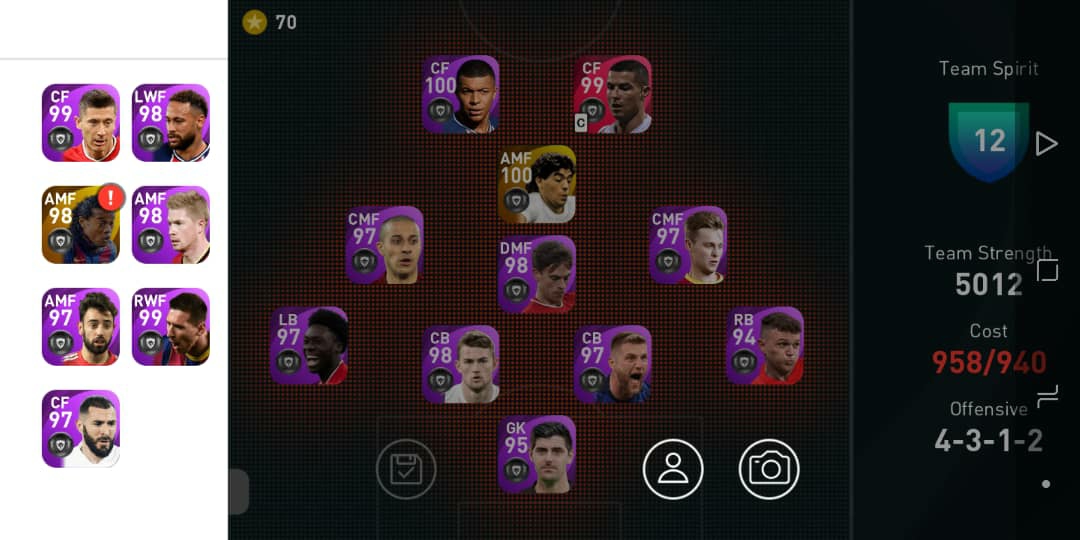 70
CF
99
LWF
98
AMF
98
!
AMF
98
AMF
97
RWF
99
CF
97
CF
100
CF
99
C
AMF
100
CMF
97
CMF
97
DMF
98
LB
97
CB
98
CB
97
RB
94
GK
95
Team Spirit
12
Team Strength
5012
Cost
958/940
Offensive
4-3-1-2